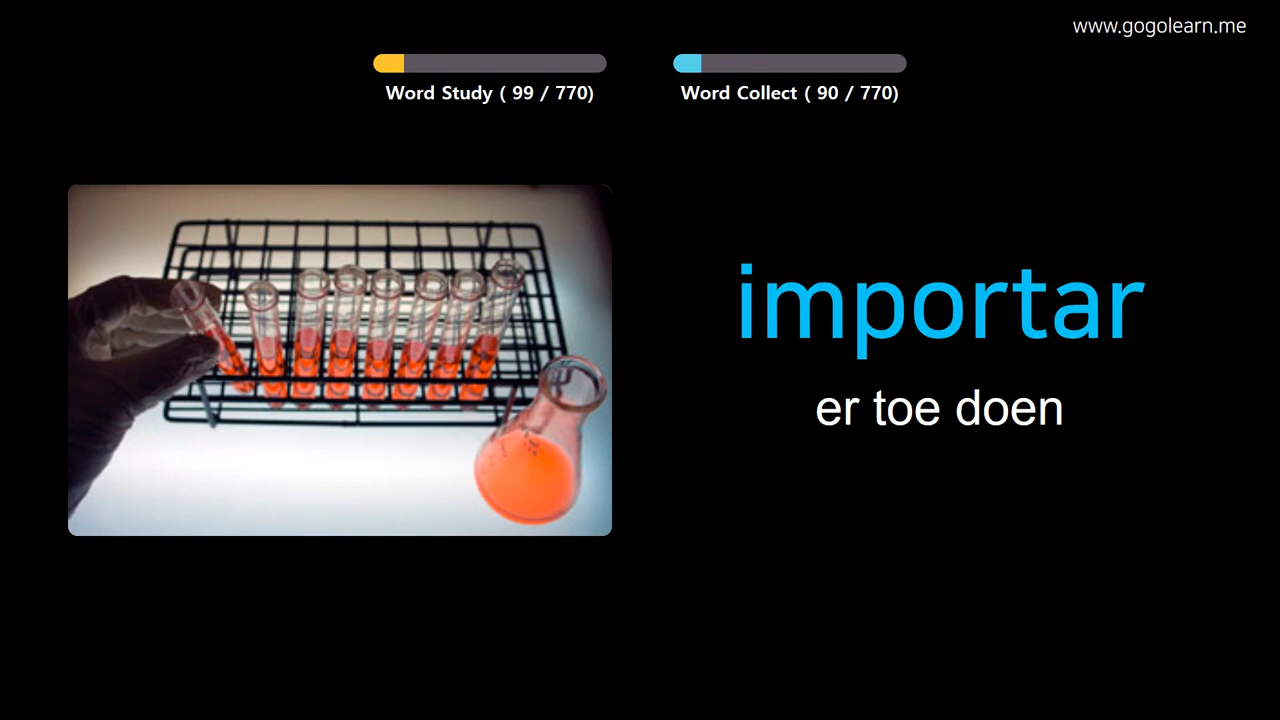 www.gogolearn.me
Word Study ( 99 / 770)
Word Collect ( 90 / 770)
importar
er toe doen